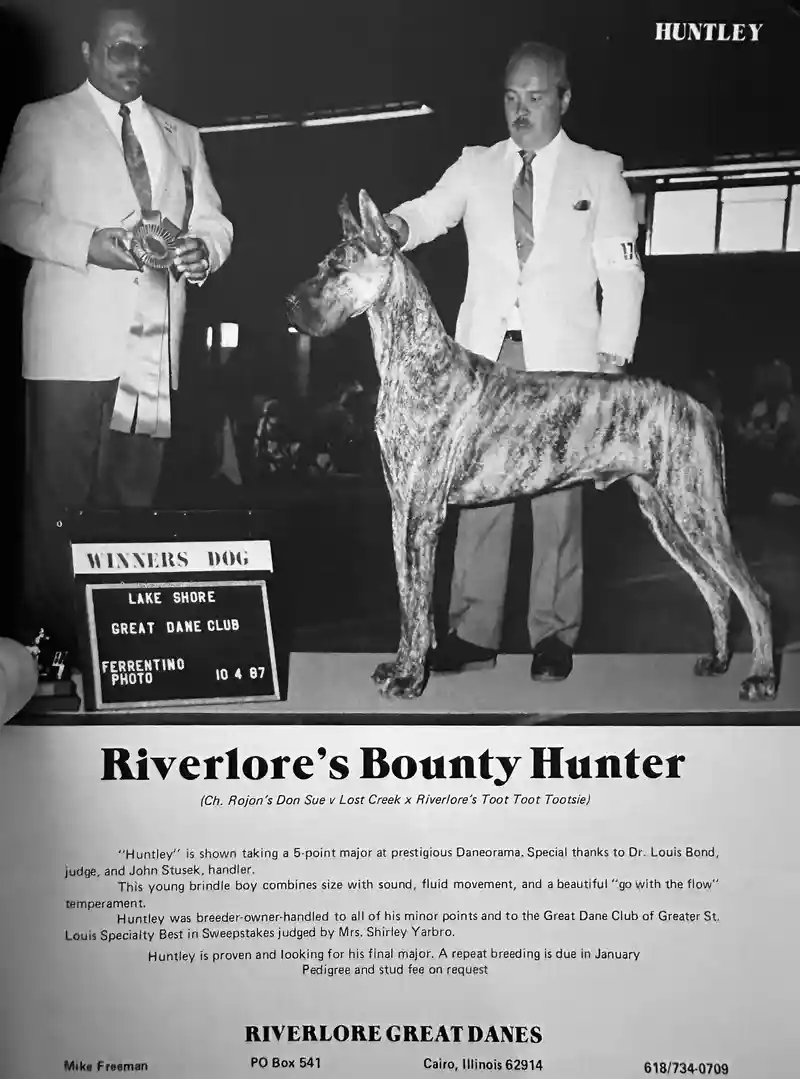 HUNTLEY
17
WINNERS DOG
LAKE SHORE
GREAT DANE CLUB
FERRENTINO
PHOTO
10 4 87
Riverlore's Bounty Hunter
(Ch. Rojon's Don Sue v Lost Creek x Riverlore's Toot Toot Tootsie)
"Huntley" is shown taking a 5-point major at prestigious Daneorama. Special thanks to Dr. Louis Bond,
judge, and John Stusek, handler.
This young brindle boy combines size with sound, fluid movement, and a beautiful "go with the flow"
temperament.
Huntley was breeder-owner-handled to all of his minor points and to the Great Dane Club of Greater St.
Louis Specialty Best in Sweepstakes judged by Mrs. Shirley Yarbro.
Huntley is proven and looking for his final major. A repeat breeding is due in January
Pedigree and stud fee on request
RIVERLORE GREAT DANES
Mike Freeman PO Box 541 Cairo, Illinois 62914 618/734-0709